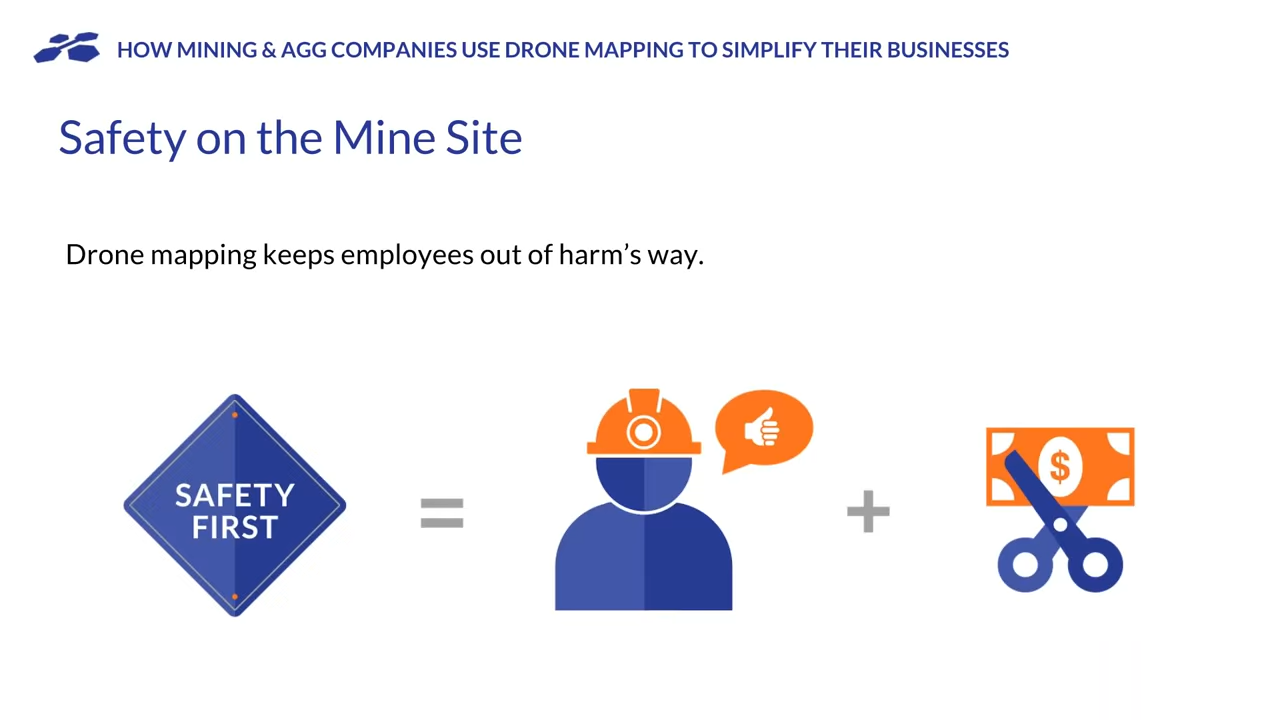 HOW MINING & AGG COMPANIES USE DRONE MAPPING TO SIMPLIFY THEIR BUSINESSES
Safety on the Mine Site
Drone mapping keeps employees out of harm’s way.
SAFETY
FIRST
=
+
$